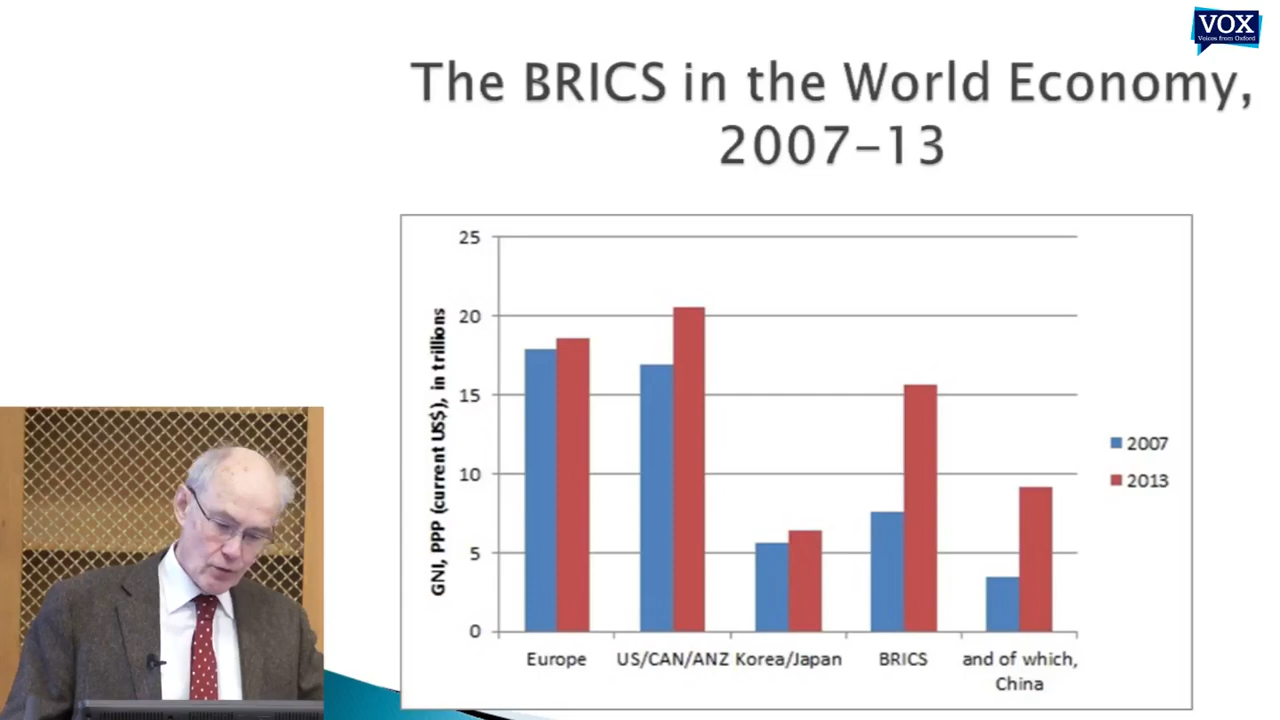 VOX
Voices from Oxford
The BRICS in the World Economy,
2007-13
GNI, PPP (current US$), in trillions
25
20
15
10
5
0
Europe
US/CAN/ANZ
Korea/Japan
BRICS
and of which,
China
2007
2013